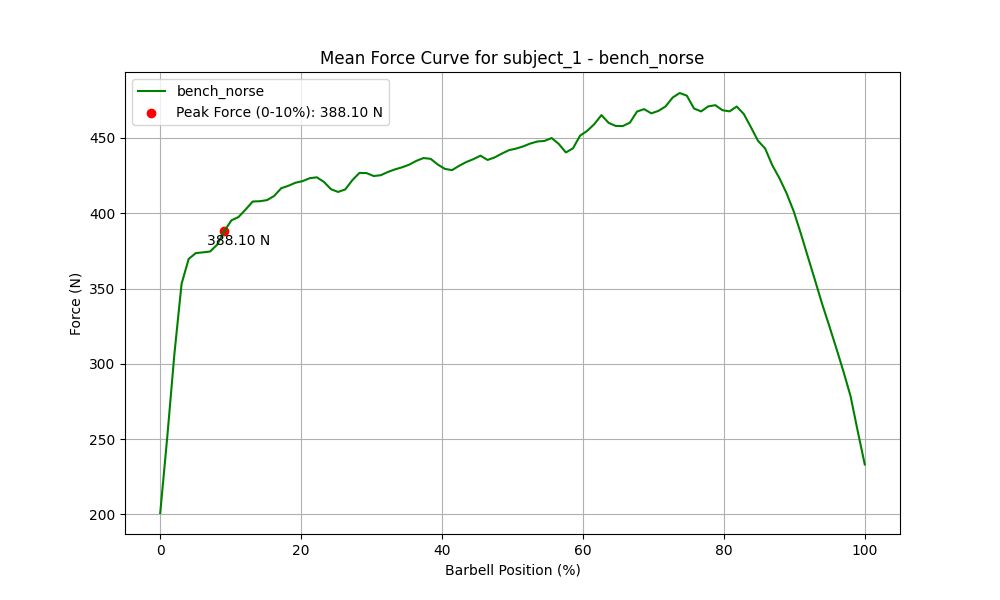 Mean Force Curve for subject_1 - bench_norse
bench_norse
Peak Force (0-10%): 388.10 N
388.10 N
Force (N)
450
400
350
300
250
200
0 20 40 60 80 100
Barbell Position (%)